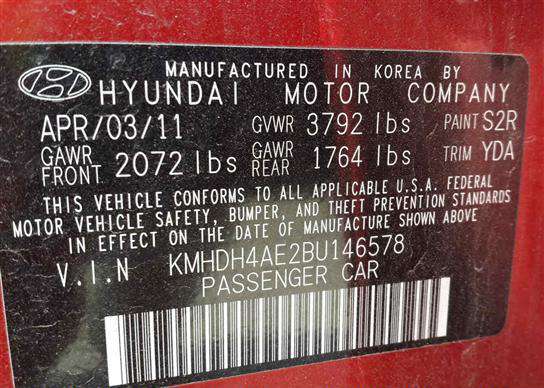 MANUFACTURED IN KOREA BY
HYUNDAI MOTOR COMPANY
APR/03/11 GVWR 3792 lbs PAINT S2R
GAWR FRONT 2072 lbs GAWR REAR 1764 lbs TRIM YDA
THIS VEHICLE CONFORMS TO ALL APPLICABLE U.S.A. FEDERAL
MOTOR VEHICLE SAFETY, BUMPER, AND THEFT PREVENTION STANDARDS
IN EFFECT ON THE DATE OF MANUFACTURE SHOWN ABOVE
V.I.N KMHDH4AE2BU146578
PASSENGER CAR